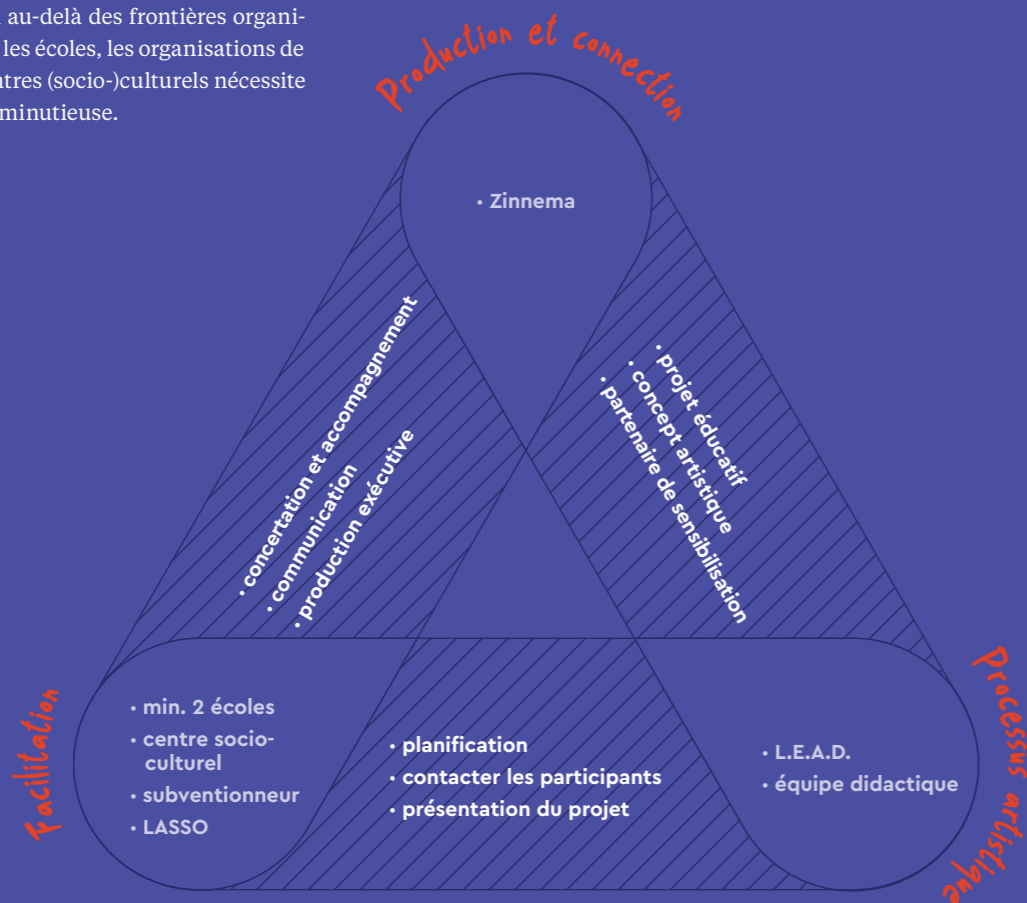 au-delà des frontières organi-
les écoles, les organisations de
ntres (socio-)culturels nécessite
minutieuse.
Production et connection
• Zinnema
• concertation et accompagnement
• communication
• production exécutive
• projet éducatif
• concept artistique
• partenaire de sensibilisation
Facilitation
• min. 2 écoles
• centre socio-
culturel
• subventionneur
• LASSO
• planification
• contacter les participants
• présentation du projet
• L.E.A.D.
• équipe didactique
Processus artistique